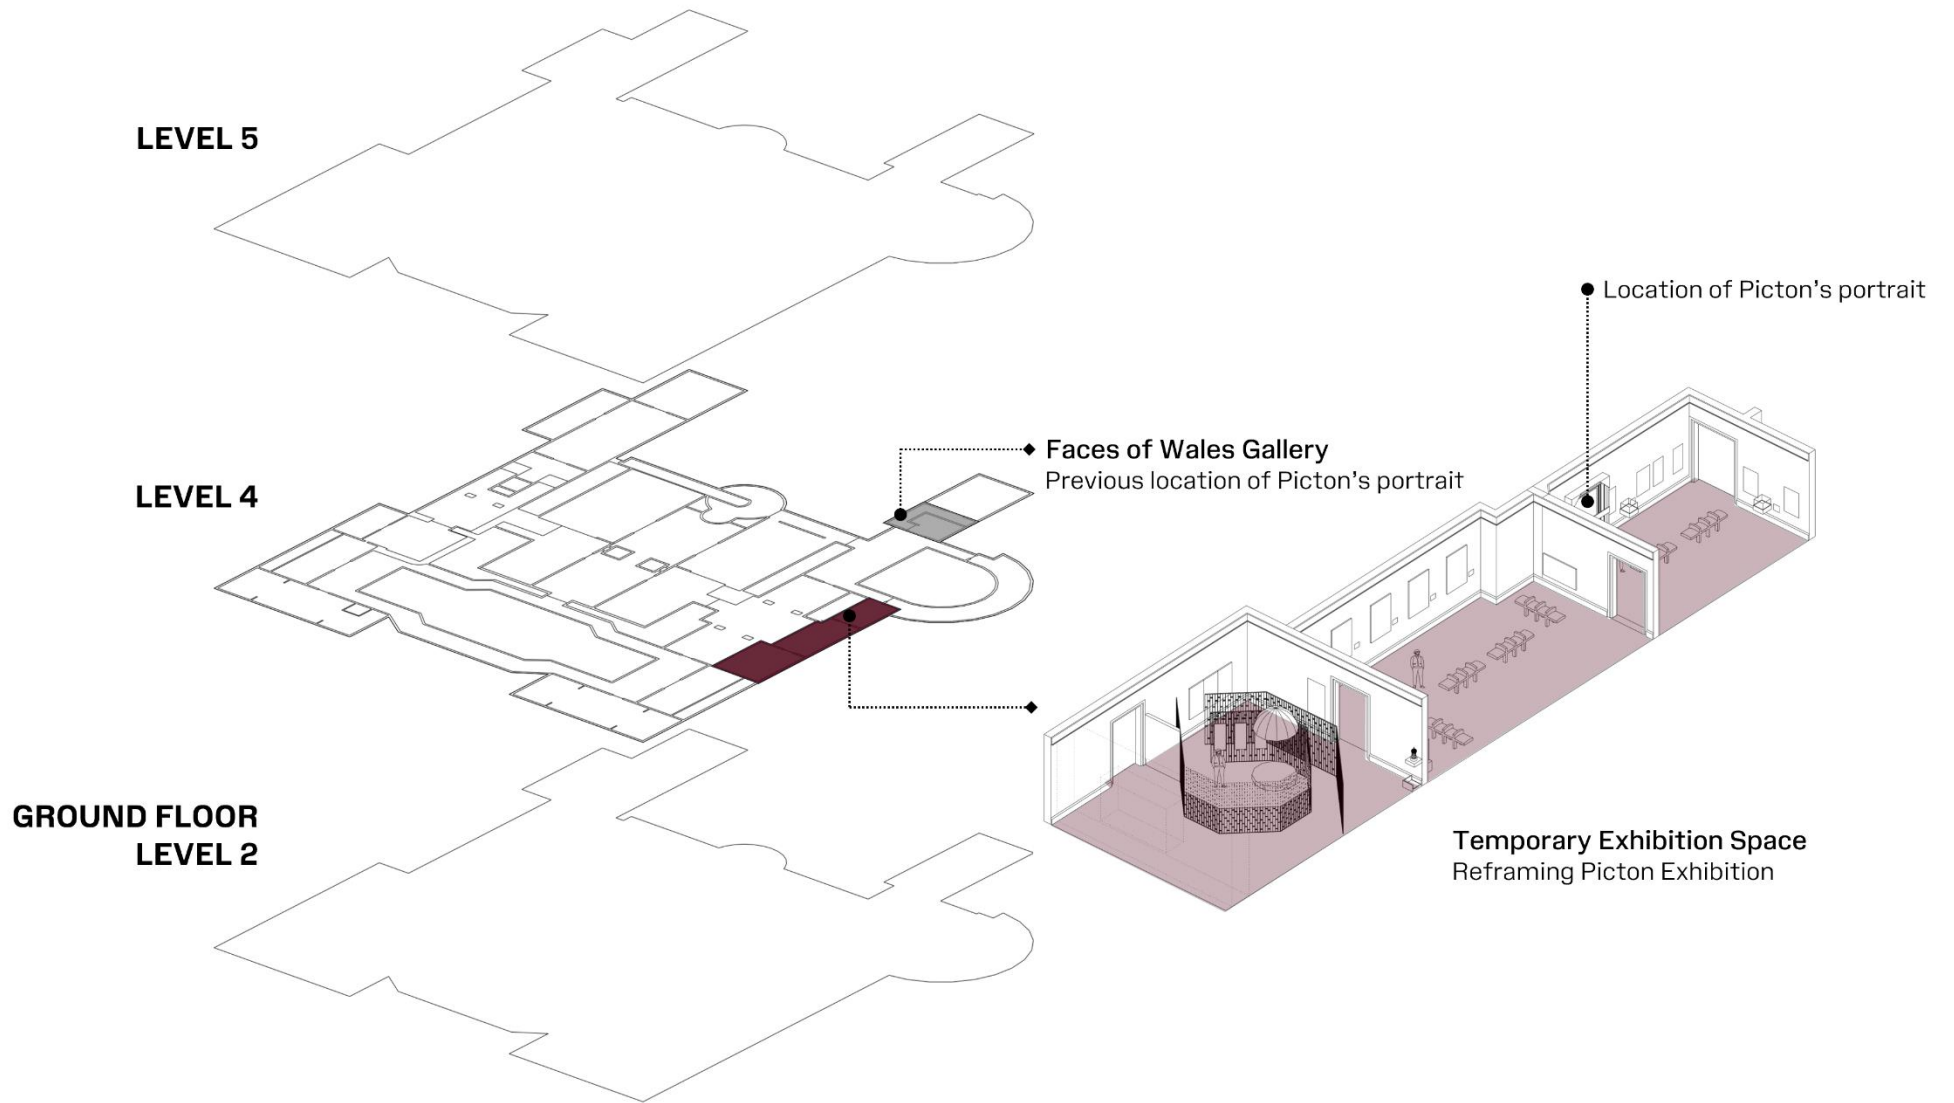 LEVEL 5
Location of Picton’s portrait
Faces of Wales Gallery
Previous location of Picton’s portrait
LEVEL 4
GROUND FLOOR
LEVEL 2
Temporary Exhibition Space
Reframing Picton Exhibition